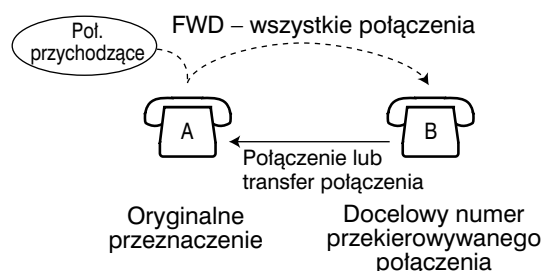 FWD – wszystkie połączenia
Poł.
przychodzące
A
B
Połączenie lub
transfer połączenia
Oryginalne
przeznaczenie
Docelowy numer
przekierowywanego
połączenia